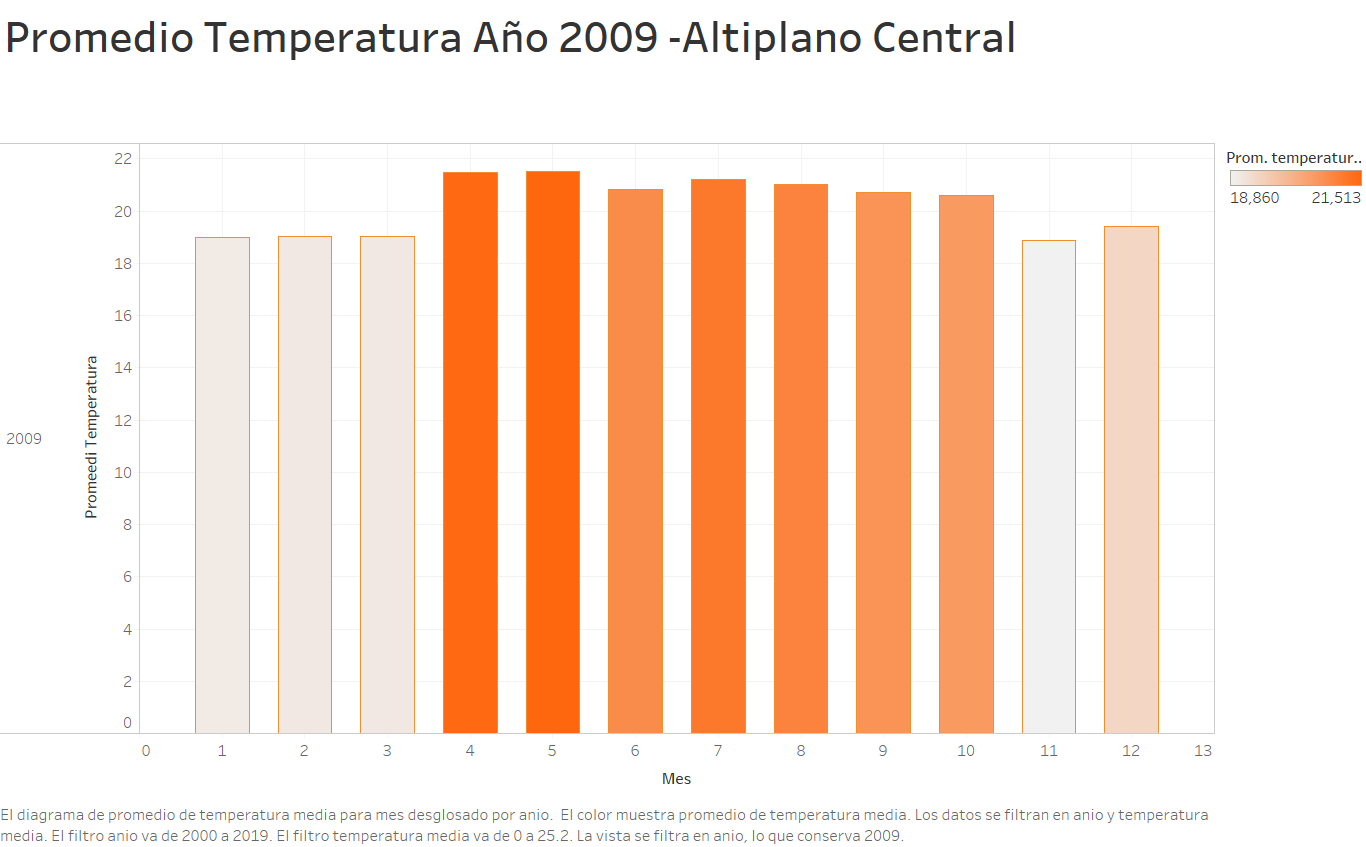 Promedio Temperatura Año 2009 -Altiplano Central
Prom. temperatur..
18,860 21,513
2009
Promeedi Temperatura
22
20
18
16
14
12
10
8
6
4
2
0
0 1 2 3 4 5 6 7 8 9 10 11 12 13
Mes
El diagrama de promedio de temperatura media para mes desglosado por anio.  El color muestra promedio de temperatura media. Los datos se filtran en anio y temperatura
media. El filtro anio va de 2000 a 2019. El filtro temperatura media va de 0 a 25.2. La vista se filtra en anio, lo que conserva 2009.